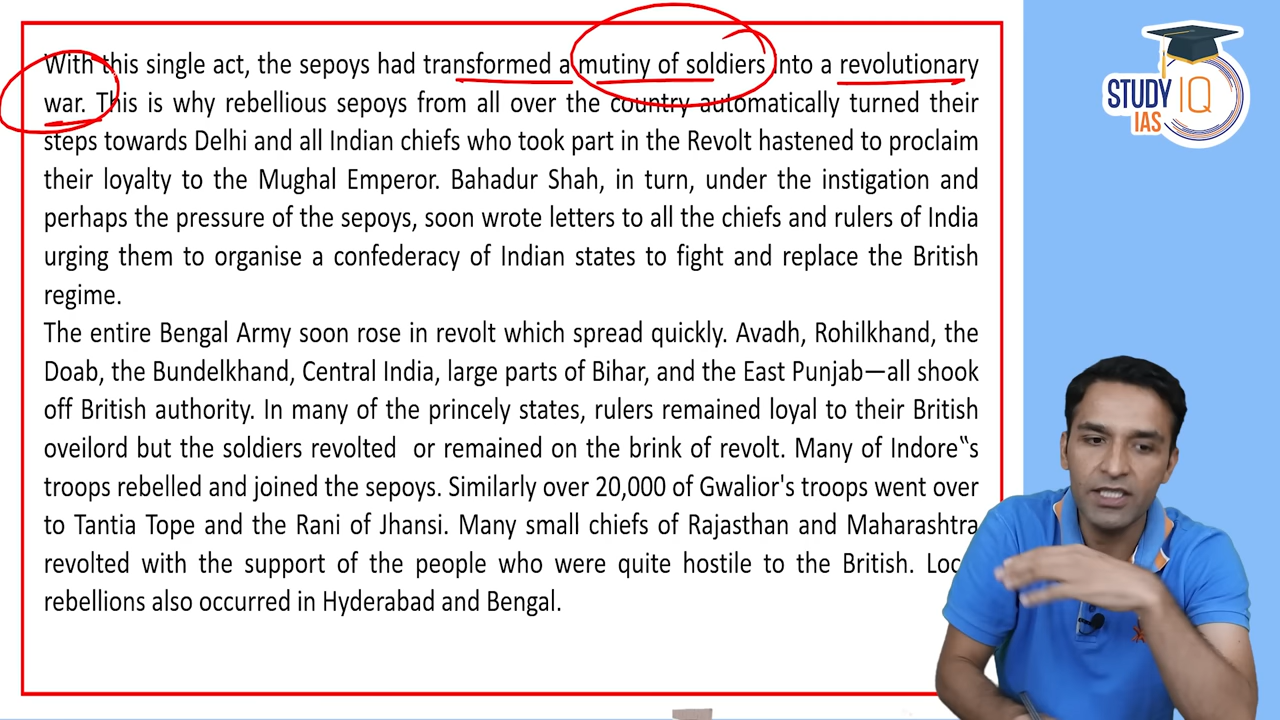 With this single act, the sepoys had transformed a mutiny of soldiers into a revolutionary
war. This is why rebellious sepoys from all over the country automatically turned their
steps towards Delhi and all Indian chiefs who took part in the Revolt hastened to proclaim
their loyalty to the Mughal Emperor. Bahadur Shah, in turn, under the instigation and
perhaps the pressure of the sepoys, soon wrote letters to all the chiefs and rulers of India
urging them to organise a confederacy of Indian states to fight and replace the British
regime.
The entire Bengal Army soon rose in revolt which spread quickly. Avadh, Rohilkhand, the
Doab, the Bundelkhand, Central India, large parts of Bihar, and the East Punjab—all shook
off British authority. In many of the princely states, rulers remained loyal to their British
oveilord but the soldiers revolted  or remained on the brink of revolt. Many of Indore‟s
troops rebelled and joined the sepoys. Similarly over 20,000 of Gwalior's troops went over
to Tantia Tope and the Rani of Jhansi. Many small chiefs of Rajasthan and Maharashtra
revolted with the support of the people who were quite hostile to the British. Loc
rebellions also occurred in Hyderabad and Bengal.
STUDY IQ
IAS